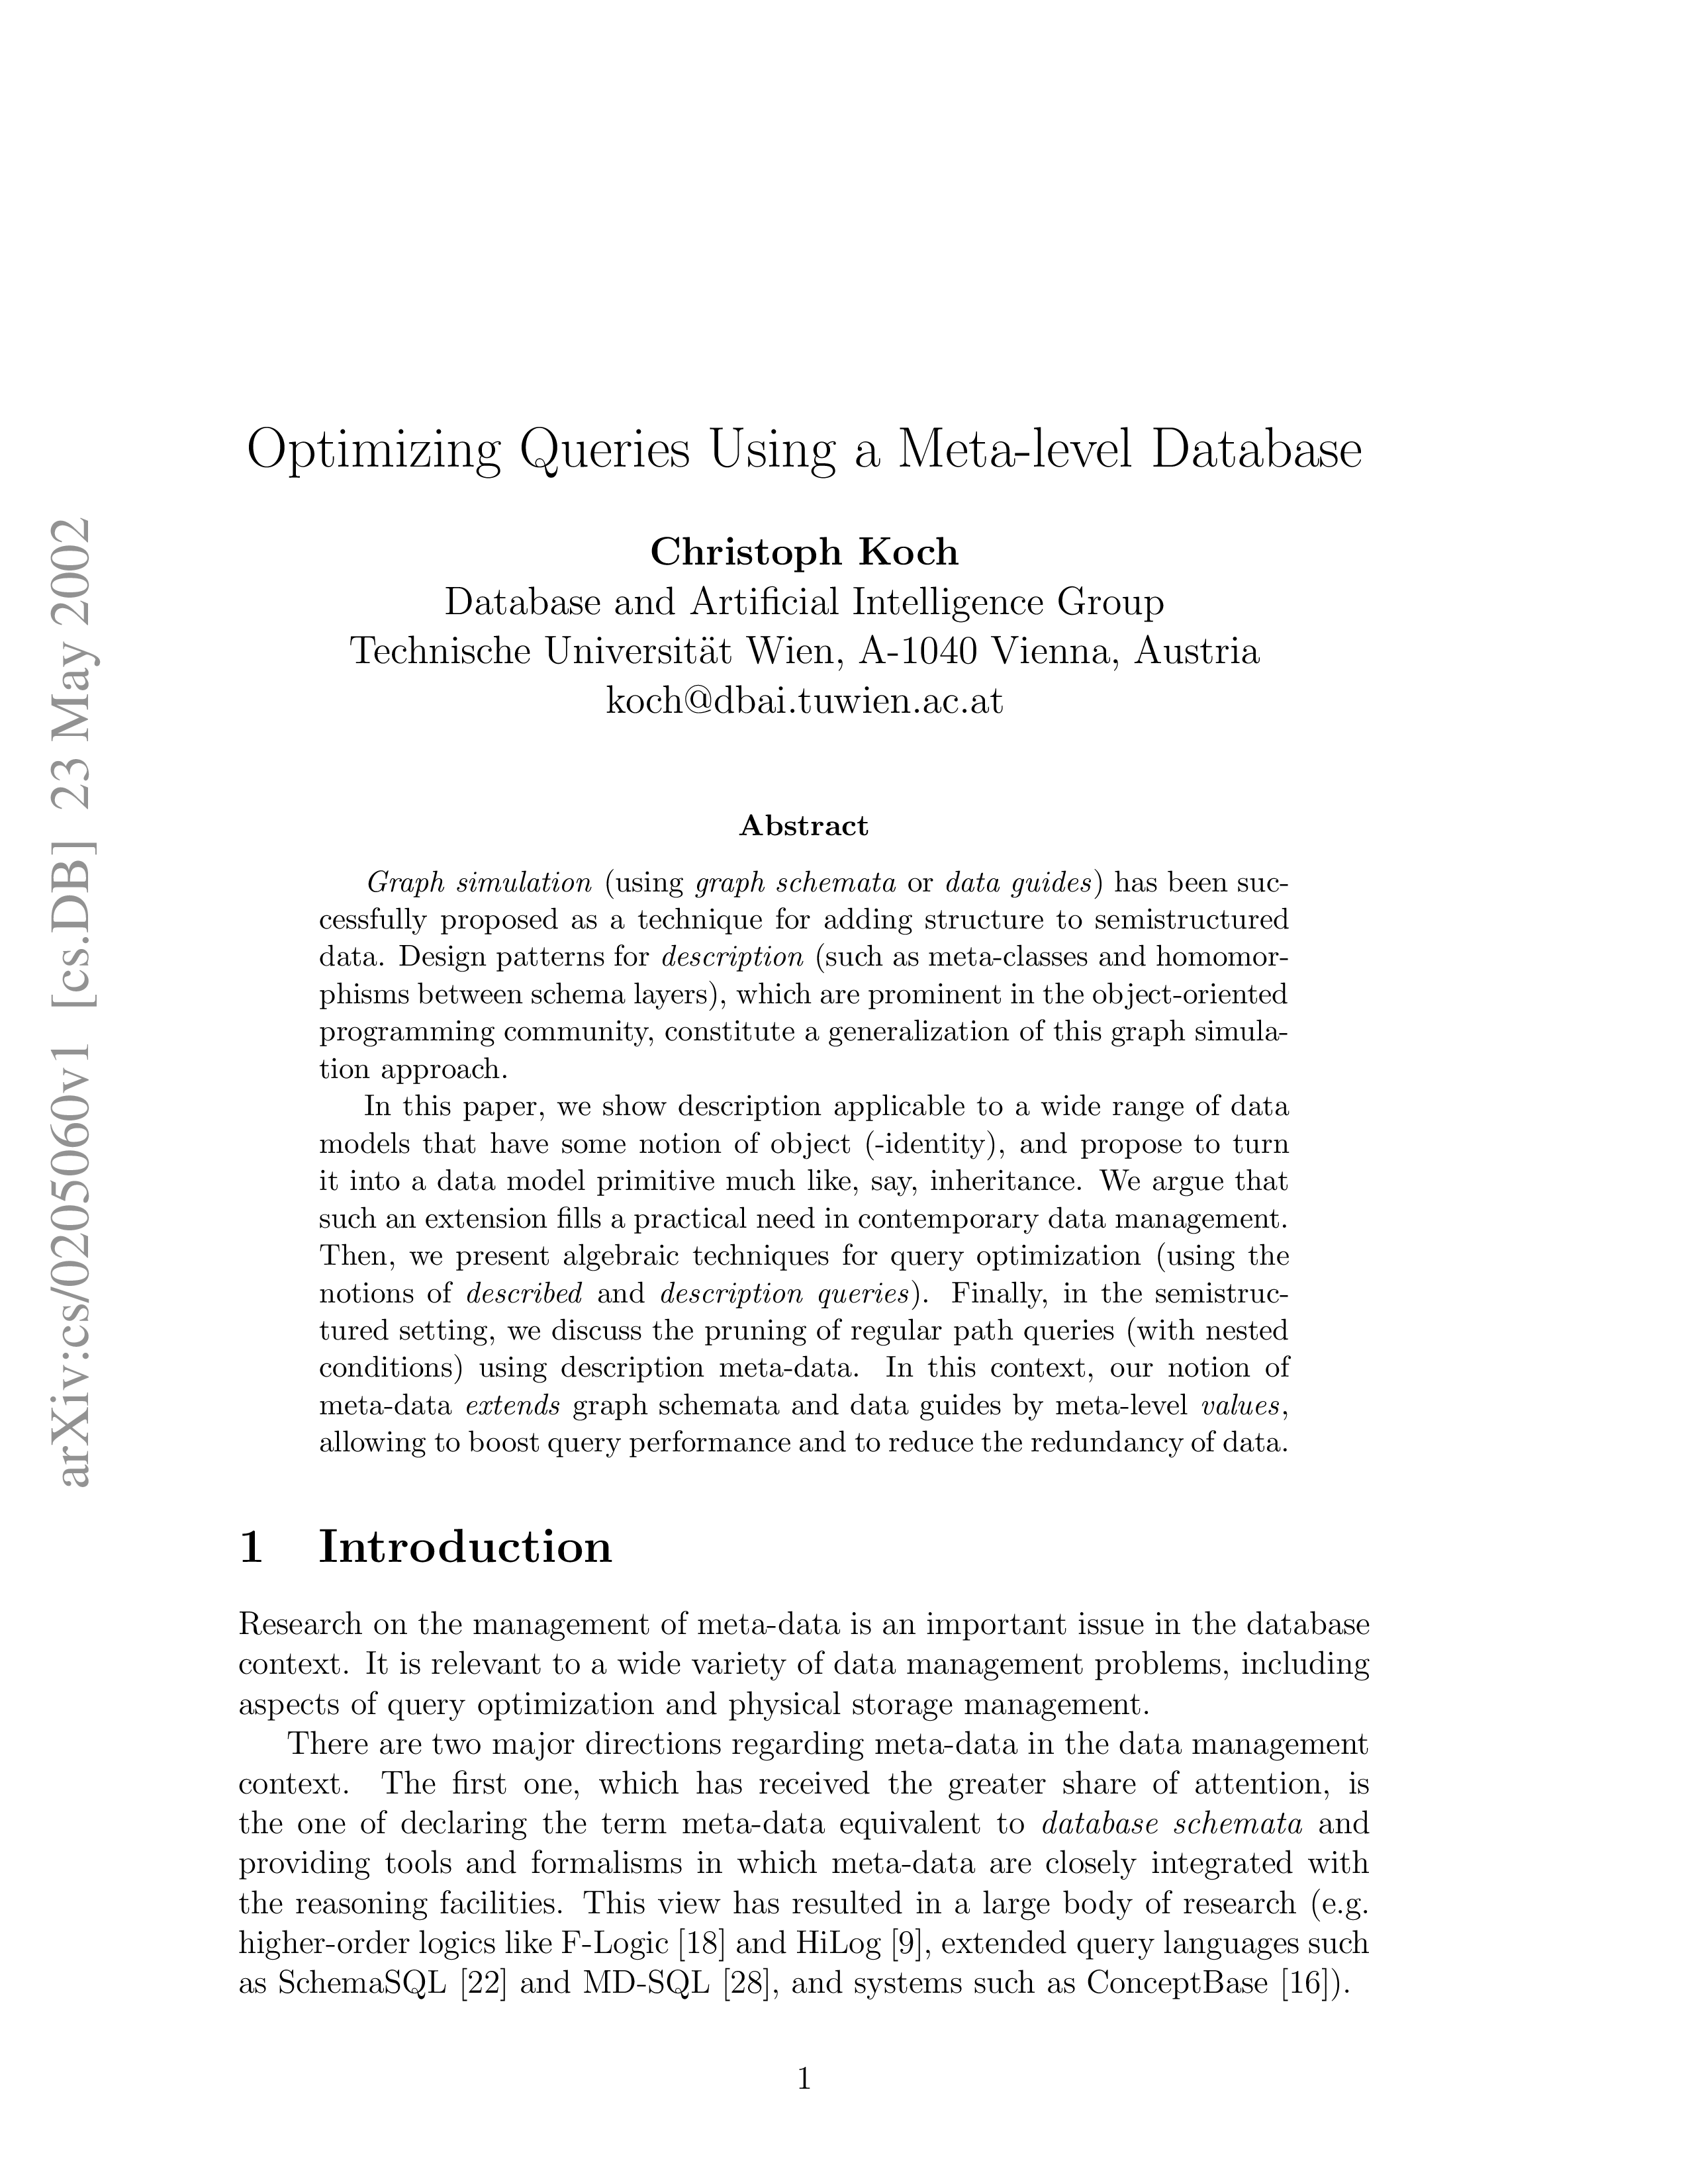 Optimizing Queries Using a Meta-level Database
Christoph Koch
Database and Artificial Intelligence Group
Technische Universität Wien, A-1040 Vienna, Austria
koch@dbai.tuwien.ac.at
arXiv:cs/0205060v1 [cs.DB] 23 May 2002
Abstract
Graph simulation (using graph schemata or data guides) has been suc-
cessfully proposed as a technique for adding structure to semistructured
data. Design patterns for description (such as meta-classes and homomor-
phisms between schema layers), which are prominent in the object-oriented
programming community, constitute a generalization of this graph simula-
tion approach.
In this paper, we show description applicable to a wide range of data
models that have some notion of object (-identity), and propose to turn
it into a data model primitive much like, say, inheritance. We argue that
such an extension fills a practical need in contemporary data management.
Then, we present algebraic techniques for query optimization (using the
notions of described and description queries). Finally, in the semistruc-
tured setting, we discuss the pruning of regular path queries (with nested
conditions) using description meta-data. In this context, our notion of
meta-data extends graph schemata and data guides by meta-level values,
allowing to boost query performance and to reduce the redundancy of data.
1 Introduction
Research on the management of meta-data is an important issue in the database
context. It is relevant to a wide variety of data management problems, including
aspects of query optimization and physical storage management.
There are two major directions regarding meta-data in the data management
context. The first one, which has received the greater share of attention, is
the one of declaring the term meta-data equivalent to database schemata and
providing tools and formalisms in which meta-data are closely integrated with
the reasoning facilities. This view has resulted in a large body of research (e.g.
higher-order logics like F-Logic [18] and HiLog [9], extended query languages such
as SchemaSQL [22] and MD-SQL [28], and systems such as ConceptBase [16]).
1